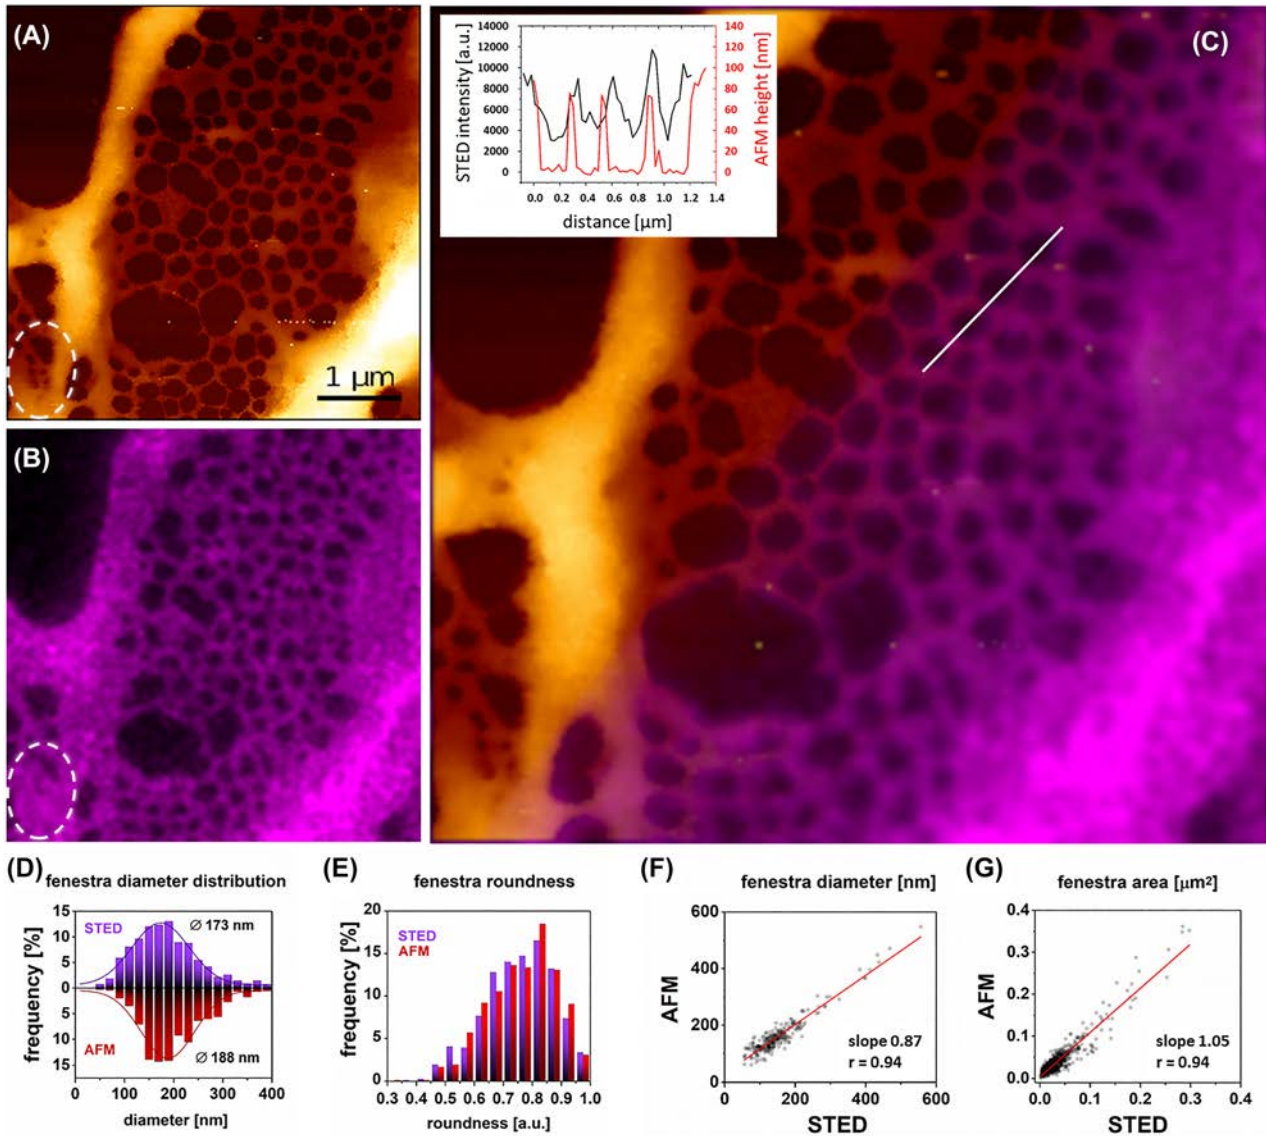 (A)
1 μm
(B)
(C)
STED intensity [a.u.]
14000
12000
10000
8000
6000
4000
2000
0
140
120
100
80
60
40
20
0
AFM height [nm]
0.0 0.2 0.4 0.6 0.8 1.0 1.2 1.4
distance [μm]
(D)
fenestra diameter distribution
frequency [%]
15
10
5
0
5
10
15
STED
Ø 173 nm
AFM
Ø 188 nm
0 100 200 300 400
diameter [nm]
(E)
fenestra roundness
frequency [%]
20
15
10
5
0
STED
AFM
0.3 0.4 0.5 0.6 0.7 0.8 0.9 1.0
roundness [a.u.]
(F)
fenestra diameter [nm]
AFM
600
400
200
0
slope 0.87
r = 0.94
0 200 400 600
STED
(G)
fenestra area [μm²]
AFM
0.4
0.3
0.2
0.1
0.0
slope 1.05
r = 0.94
0.0 0.1 0.2 0.3 0.4
STED